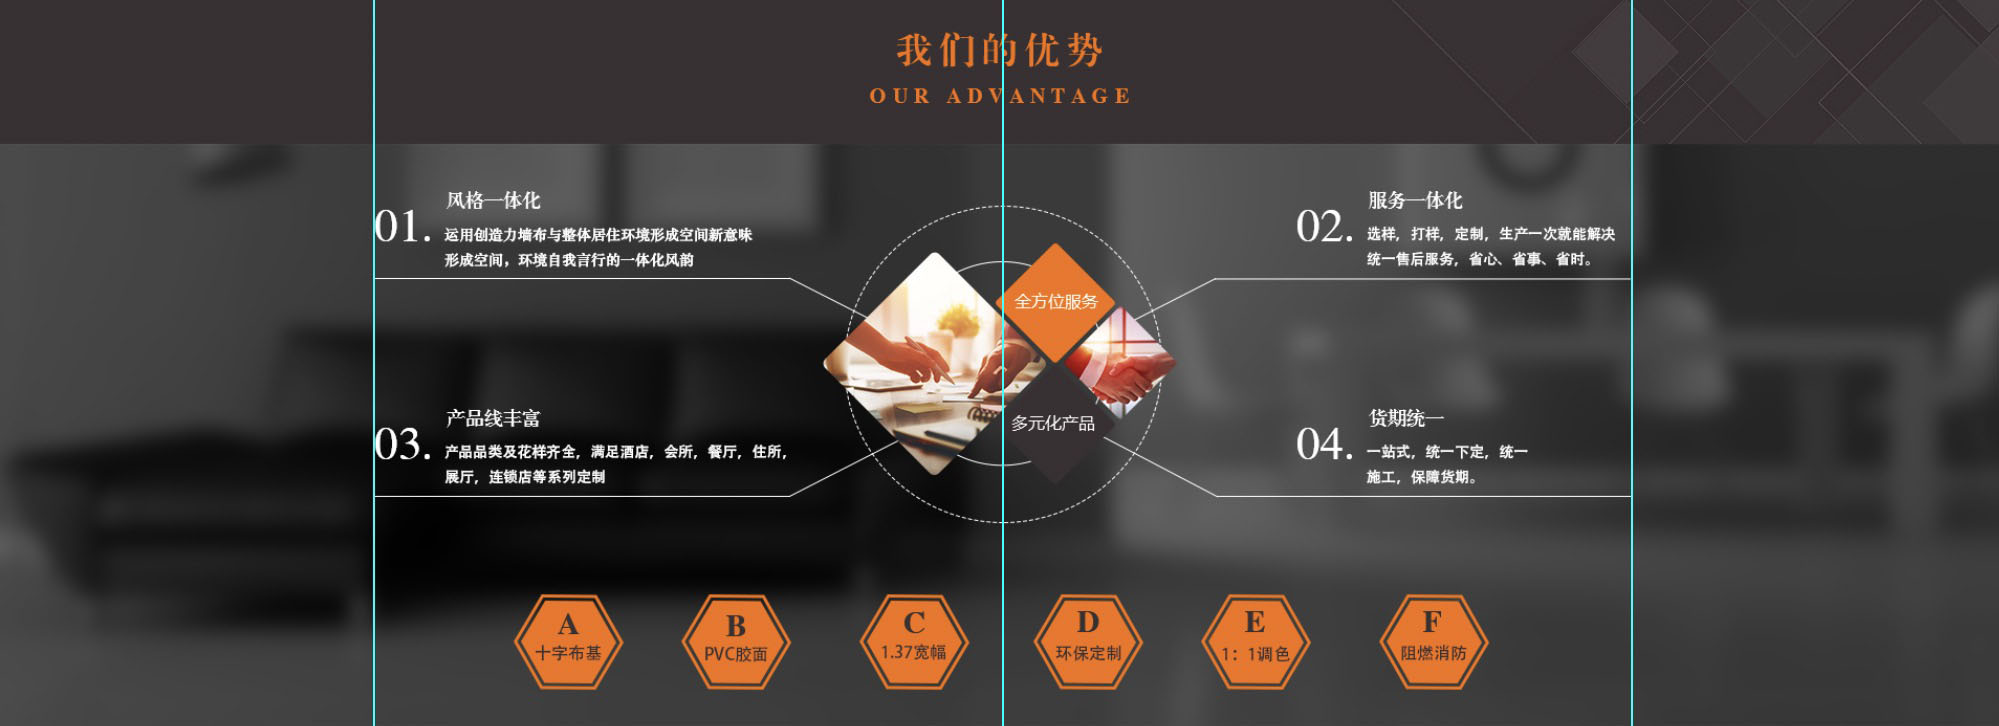 我们的优势
OUR ADVANTAGE
01.
风格一体化
运用创造力墙布与整体居住环境形成空间新意味
形成空间，环境自我言行的一体化风韵
02.
服务一体化
选样，打样，定制，生产一次就能解决
统一售后服务，省心、省事、省时。
全方位服务
多元化产品
03.
产品线丰富
产品品类及花样齐全，满足酒店，会所，餐厅，住所，
展厅，连锁店等系列定制
04.
货期统一
一站式，统一下定，统一
施工，保障货期。
A
十字布基
B
PVC胶面
C
1.37宽幅
D
环保定制
E
1：1调色
F
阻燃消防